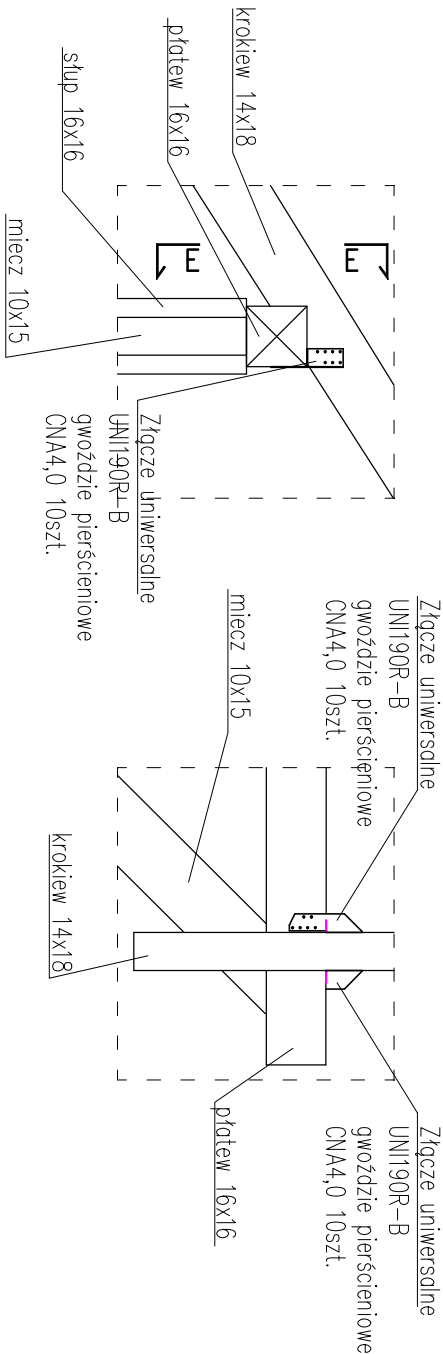 krokiew 14x18
płatew 16x16
słup 16x16
miecz 10x15
E
E
Złącze uniwersalne
UNI190R-B
gwoździe pierścieniowe
CNA4,0 10szt.
Złącze uniwersalne
UNI190R-B
gwoździe pierścieniowe
CNA4,0 10szt.
miecz 10x15
krokiew 14x18
płatew 16x16
Złącze uniwersalne
UNI190R-B
gwoździe pierścieniowe
CNA4,0 10szt.